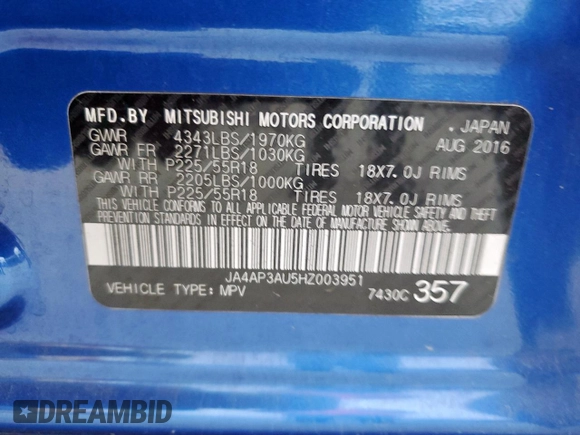 MFD.BY MITSUBISHI MOTORS CORPORATION . JAPAN
GVWR 4343LBS/1970KG AUG 2016
GAWR FR 2271LBS/1030KG
WITH P225/55R18 TIRES 18X7.0J RIMS
GAWR RR 2205LBS/1000KG
WITH P225/55R18 TIRES 18X7.0J RIMS
THIS VEHICLE CONFORMS TO ALL APPLICABLE FEDERAL MOTOR VEHICLE SAFETY AND THEFT
PREVENTION STANDARDS IN EFFECT ON THE DATE OF MANUFACTURE SHOWN ABOVE.
JA4AP3AU5HZ003951
VEHICLE TYPE: MPV 7430C 357
DREAMBID